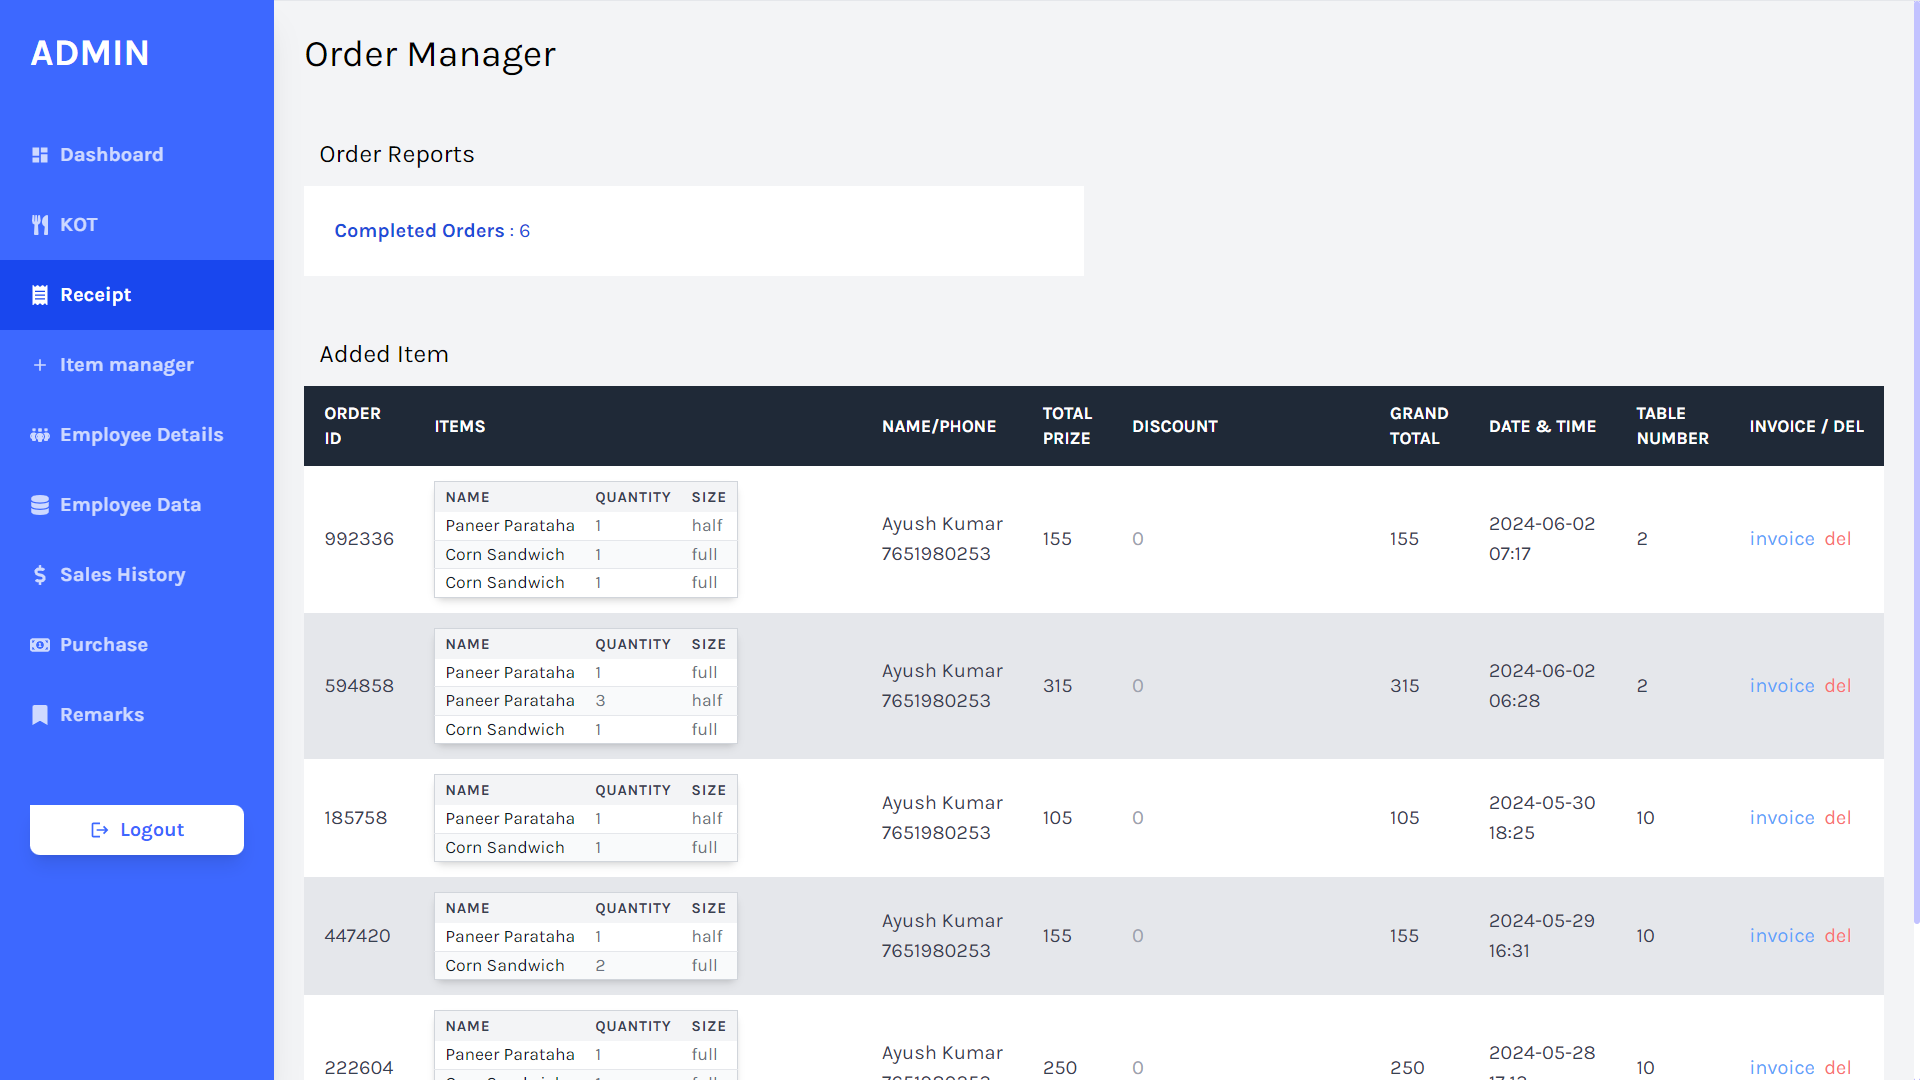 ADMIN
Dashboard
KOT
Receipt
Item manager
Employee Details
Employee Data
Sales History
Purchase
Remarks
Logout
Order Manager
Order Reports
Completed Orders : 6
Added Item
ORDER ID ITEMS NAME/PHONE TOTAL PRIZE DISCOUNT GRAND TOTAL DATE & TIME TABLE NUMBER INVOICE / DEL
992336
NAME QUANTITY SIZE
Paneer Parataha 1 half
Corn Sandwich 1 full
Corn Sandwich 1 full
Ayush Kumar
7651980253
155 0 155
2024-06-02
07:17
2 invoice del
594858
NAME QUANTITY SIZE
Paneer Parataha 1 full
Paneer Parataha 3 half
Corn Sandwich 1 full
Ayush Kumar
7651980253
315 0 315
2024-06-02
06:28
2 invoice del
185758
NAME QUANTITY SIZE
Paneer Parataha 1 half
Corn Sandwich 1 full
Ayush Kumar
7651980253
105 0 105
2024-05-30
18:25
10 invoice del
447420
NAME QUANTITY SIZE
Paneer Parataha 1 half
Corn Sandwich 2 full
Ayush Kumar
7651980253
155 0 155
2024-05-29
16:31
10 invoice del
222604
NAME QUANTITY SIZE
Paneer Parataha 1 full
Ayush Kumar
250 0 250
2024-05-28
10 invoice del